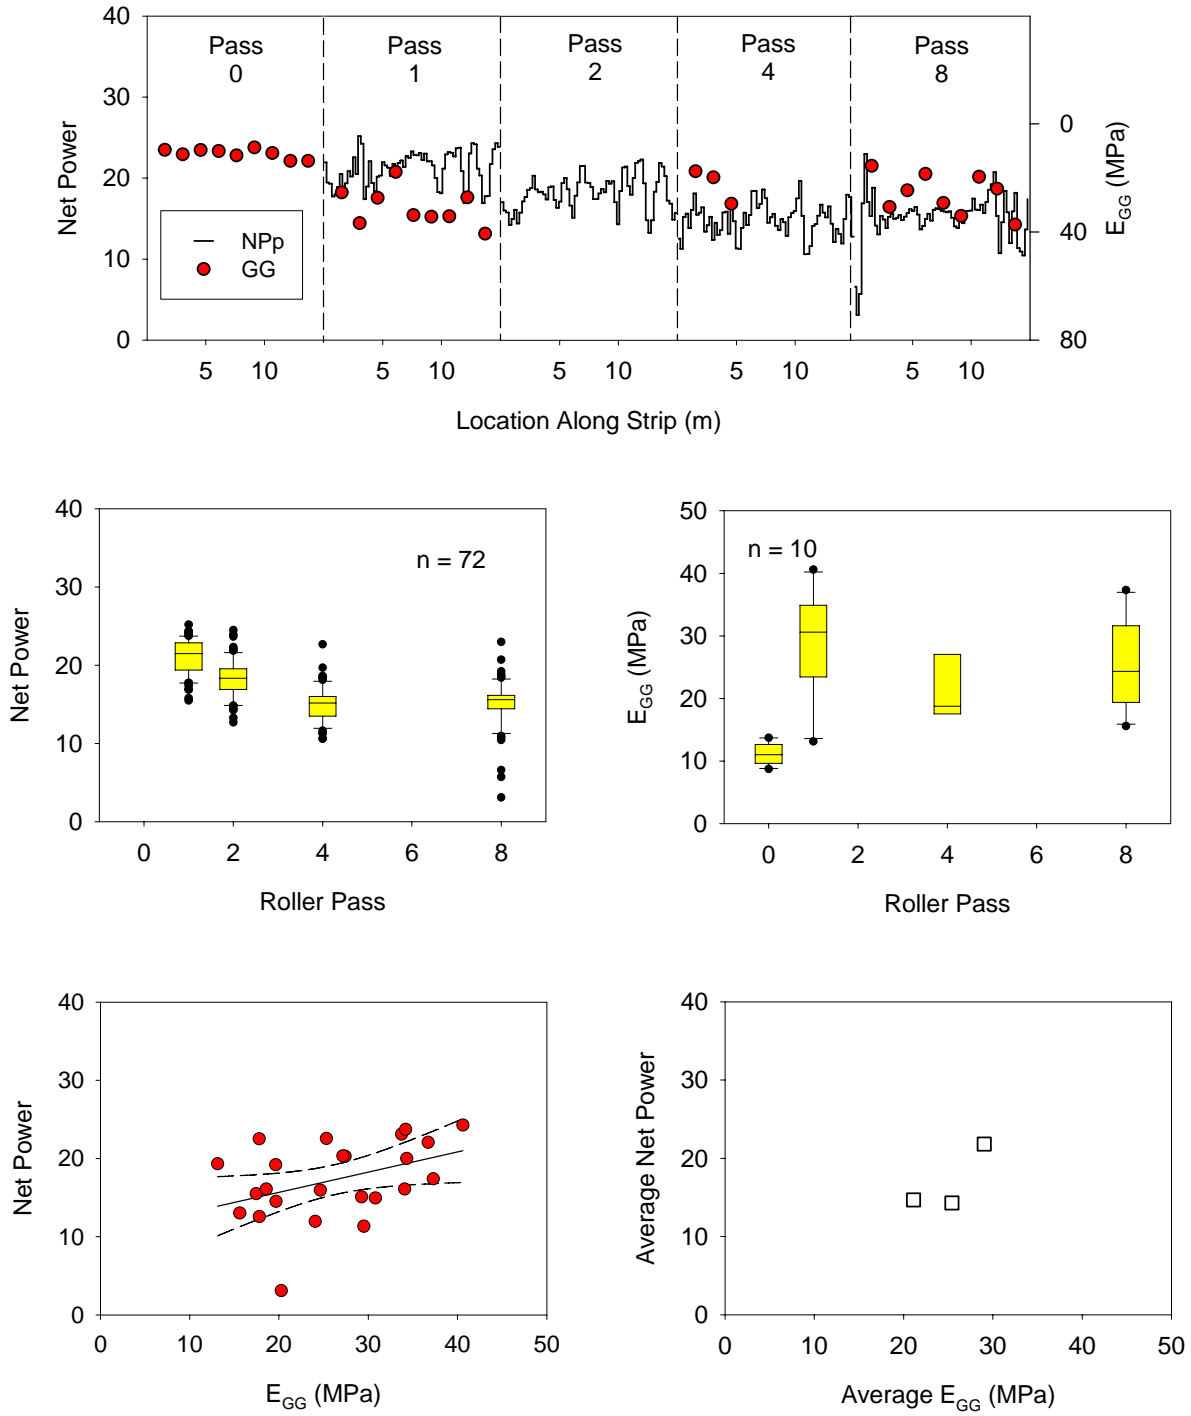 40
Pass Pass Pass Pass Pass
0 1 2 4 8
30
0
20
NPp
GG
40
10
0
80
Net Power
E_GG (MPa)
5 10 5 10 5 10 5 10 5 10
Location Along Strip (m)
40
n = 72
30
20
10
0
Net Power
0 2 4 6 8
Roller Pass
50
n = 10
40
30
20
10
0
E_GG (MPa)
0 2 4 6 8
Roller Pass
40
30
20
10
0
Net Power
0 10 20 30 40 50
E_GG (MPa)
40
30
20
10
0
Average Net Power
0 10 20 30 40 50
Average E_GG (MPa)